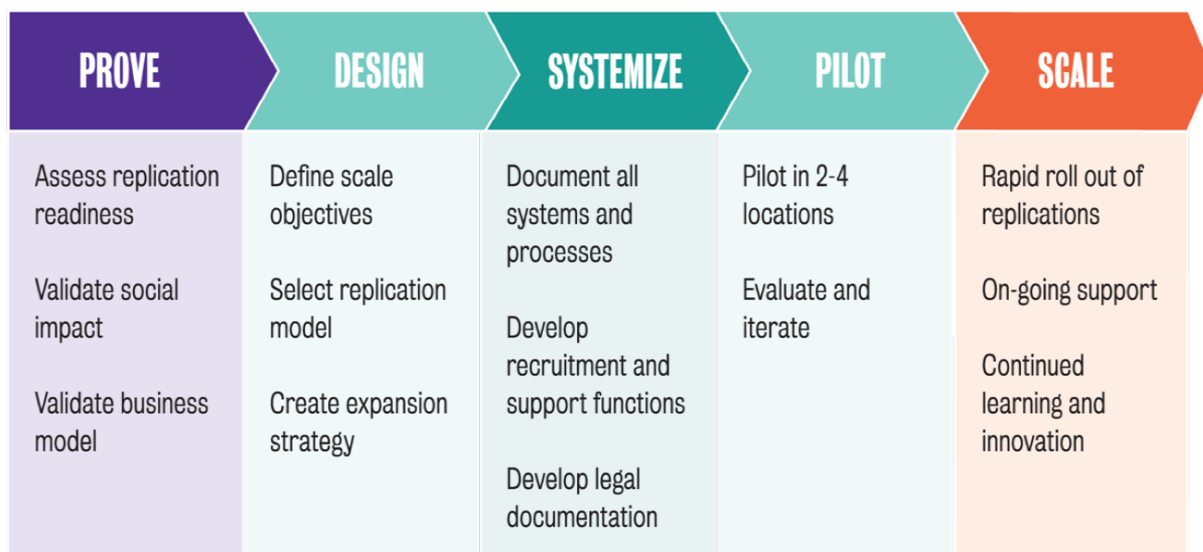 PROVE
DESIGN
SYSTEMIZE
PILOT
SCALE
Assess replication
readiness
Validate social
impact
Validate business
model
Define scale
objectives
Select replication
model
Create expansion
strategy
Document all
systems and
processes
Develop
recruitment and
support functions
Develop legal
documentation
Pilot in 2-4
locations
Evaluate and
iterate
Rapid roll out of
replications
On-going support
Continued
learning and
innovation